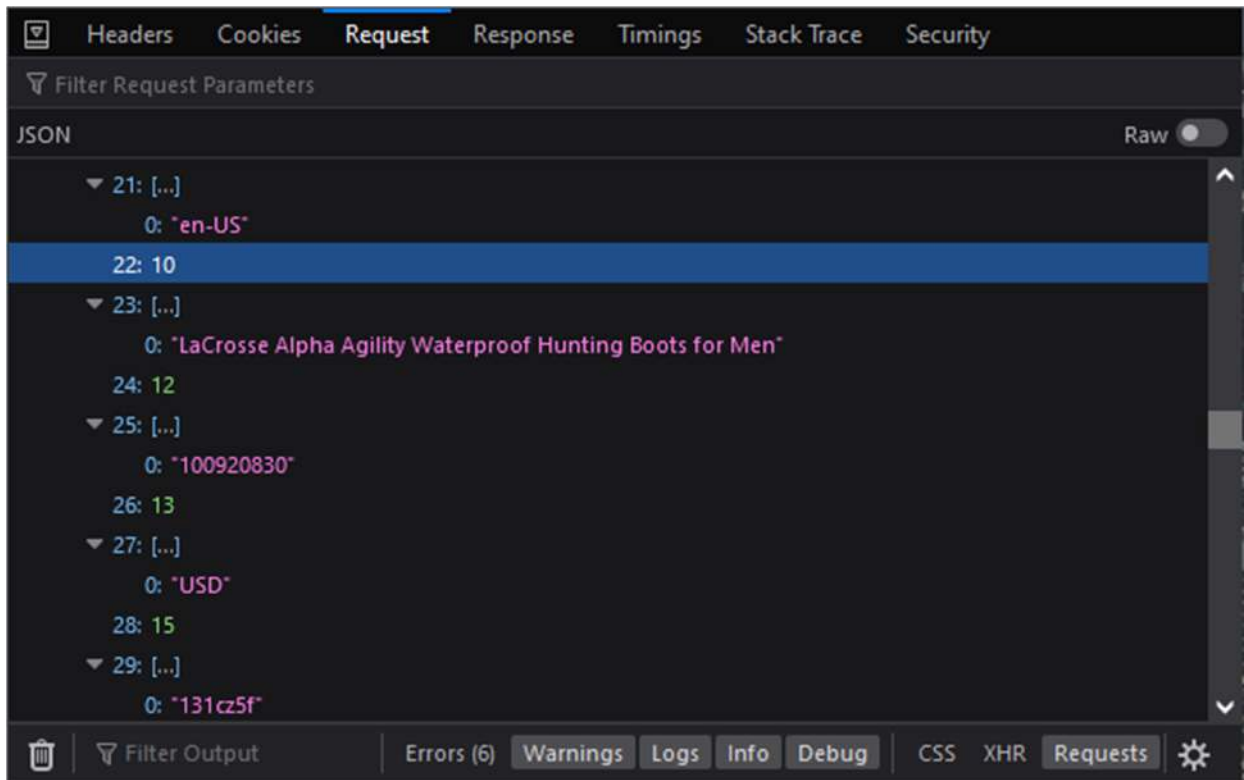 Headers Cookies Request Response Timings Stack Trace Security
Filter Request Parameters
JSON Raw
21: [...]
0: "en-US"
22: 10
23: [...]
0: "LaCrosse Alpha Agility Waterproof Hunting Boots for Men"
24: 12
25: [...]
0: "100920830"
26: 13
27: [...]
0: "USD"
28: 15
29: [...]
0: "131cz5f"
Filter Output Errors (6) Warnings Logs Info Debug CSS XHR Requests